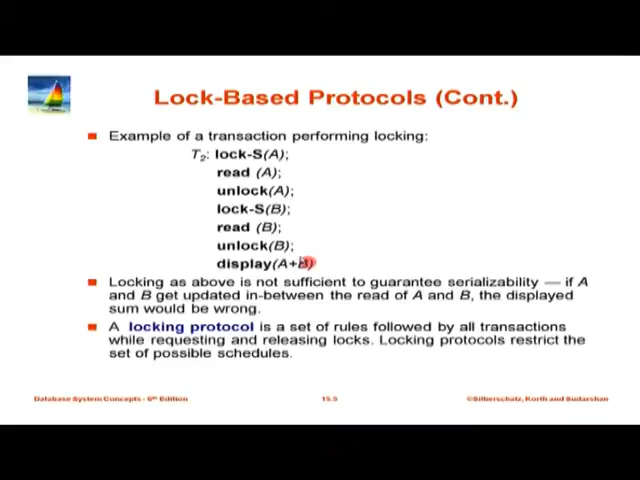 Lock-Based Protocols (Cont.)
Example of a transaction performing locking:
T2: lock-S(A);
read (A);
unlock(A);
lock-S(B);
read (B);
unlock(B);
display(A+B)
Locking as above is not sufficient to guarantee serializability — if A
and B get updated in-between the read of A and B, the displayed
sum would be wrong.
A locking protocol is a set of rules followed by all transactions
while requesting and releasing locks. Locking protocols restrict the
set of possible schedules.
Database System Concepts - 6th Edition
15.5
©Silberschatz, Korth and Sudarshan